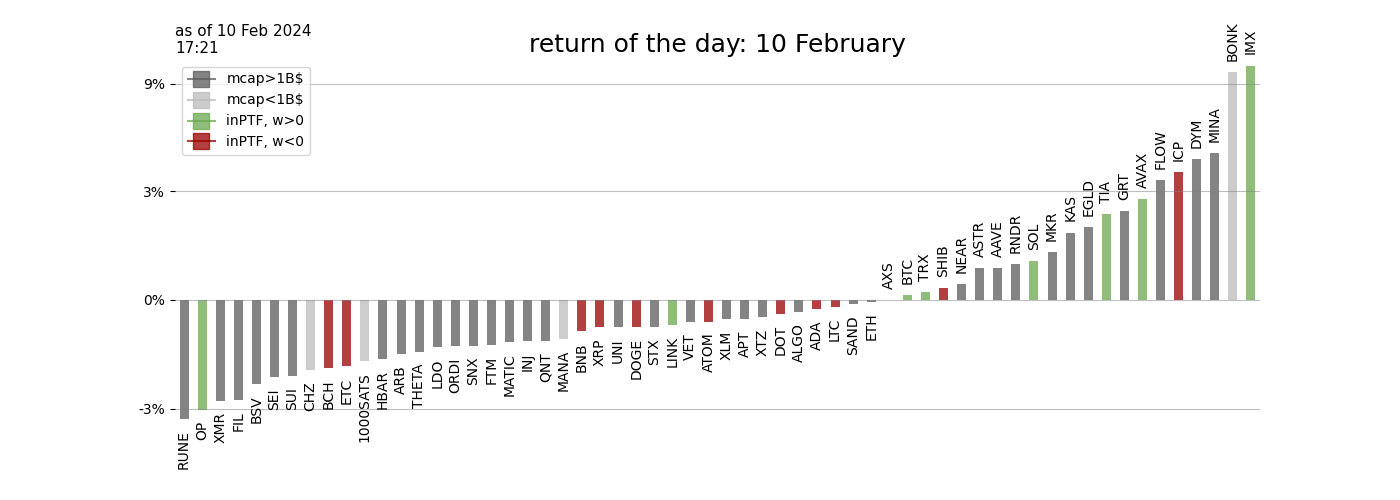 as of 10 Feb 2024
17:21
return of the day: 10 February
mcap>1B$
mcap<1B$
inPTF, w>0
inPTF, w<0
9%
3%
0%
-3%
RUNE
OP
XMR
FIL
BSV
SEI
SUI
CHZ
BCH
ETC
1000SATS
HBAR
ARB
THETA
LDO
ORDI
SNX
FTM
MATIC
INJ
QNT
MANA
BNB
XRP
UNI
DOGE
STX
LINK
VET
ATOM
XLM
APT
XTZ
DOT
ALGO
ADA
LTC
SAND
ETH
AXS
BTC
TRX
SHIB
NEAR
ASTR
AAVE
RNDR
SOL
MKR
KAS
EGLD
TIA
GRT
AVAX
FLOW
ICP
DYM
MINA
BONK
IMX